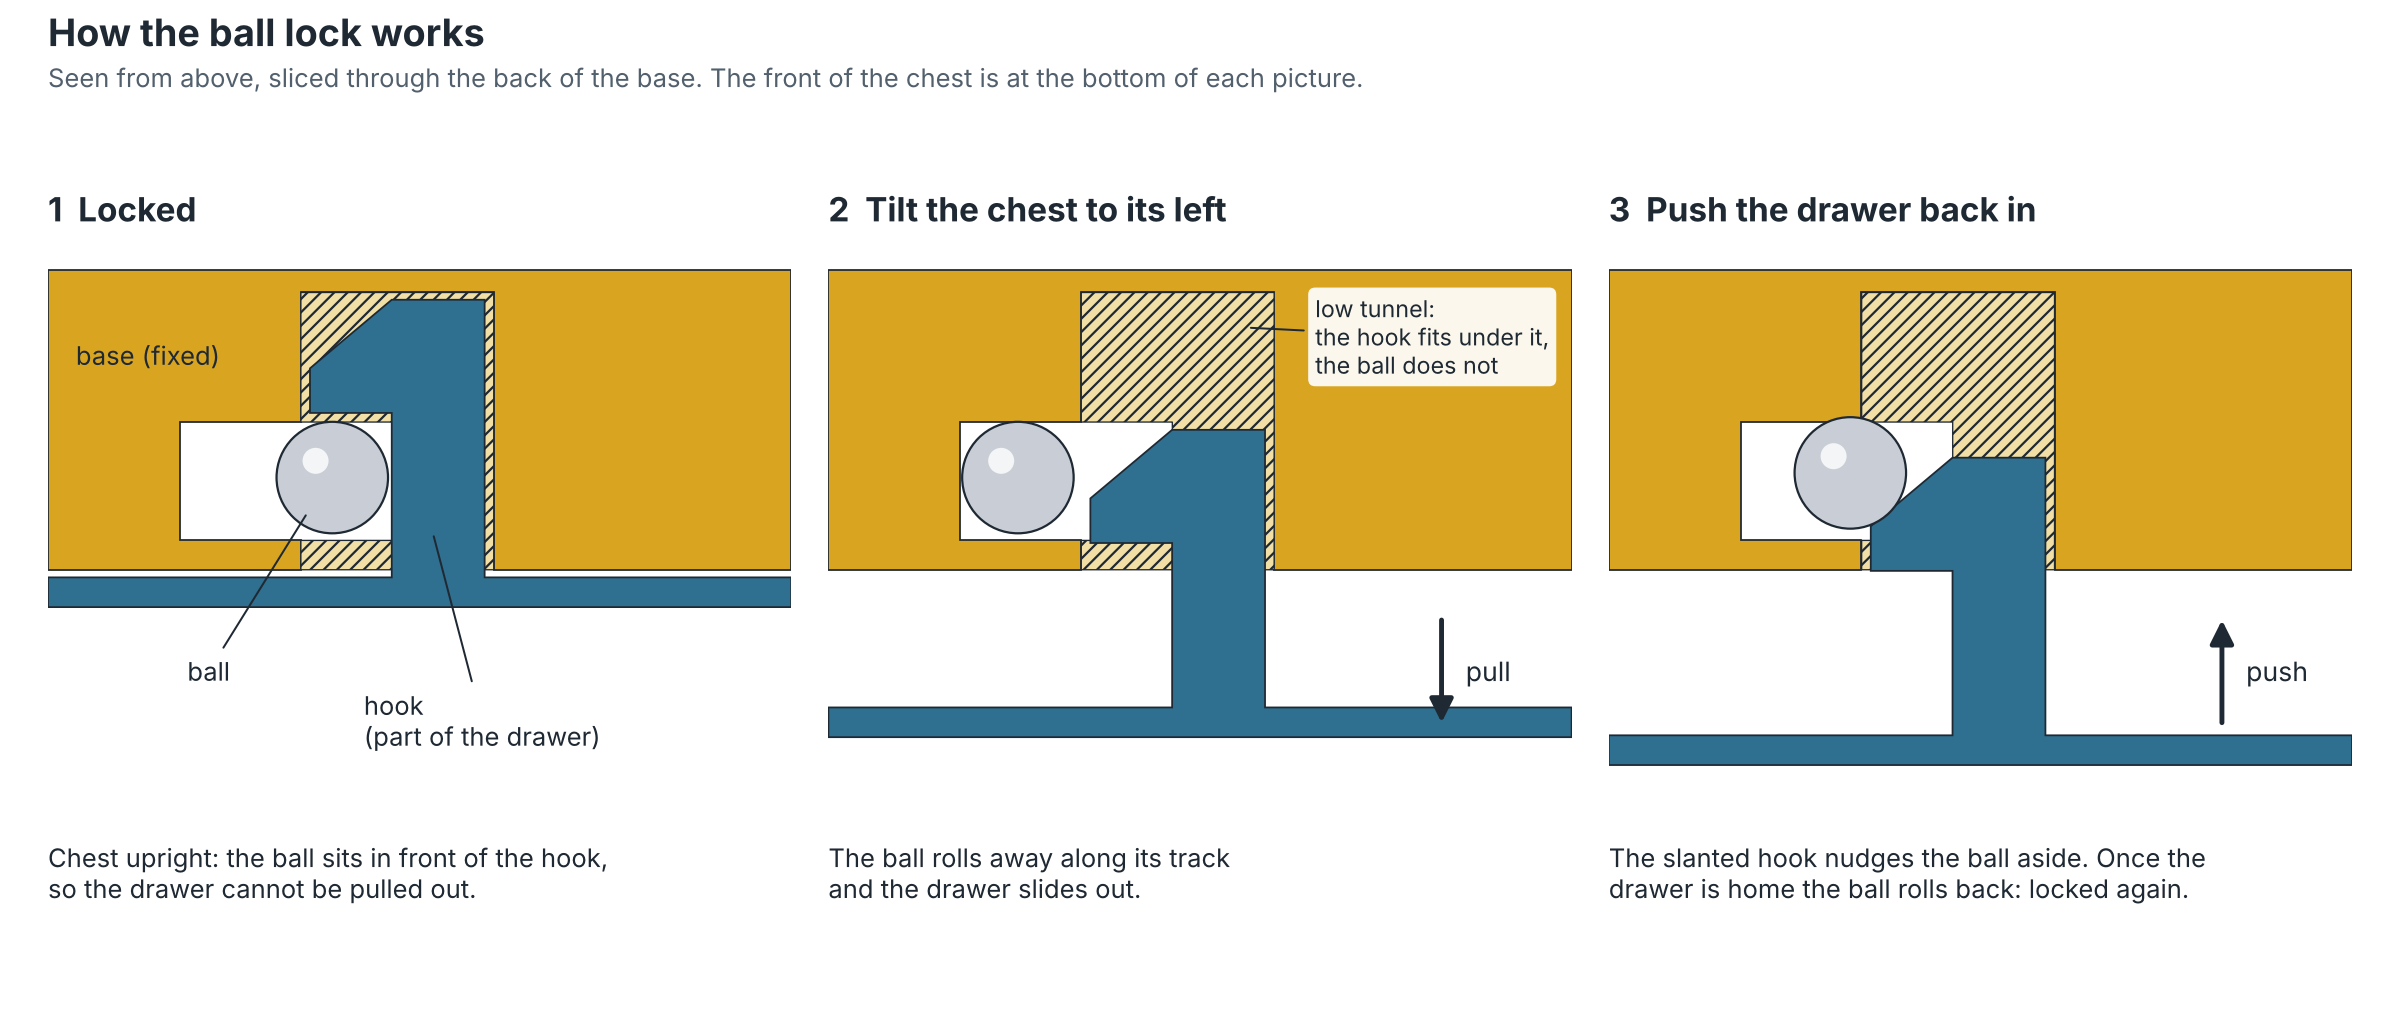 How the ball lock works
Seen from above, sliced through the back of the base. The front of the chest is at the bottom of each picture.
1 Locked
base (fixed)
ball
hook
(part of the drawer)
Chest upright: the ball sits in front of the hook,
so the drawer cannot be pulled out.
2 Tilt the chest to its left
low tunnel:
the hook fits under it,
the ball does not
pull
The ball rolls away along its track
and the drawer slides out.
3 Push the drawer back in
push
The slanted hook nudges the ball aside. Once the
drawer is home the ball rolls back: locked again.